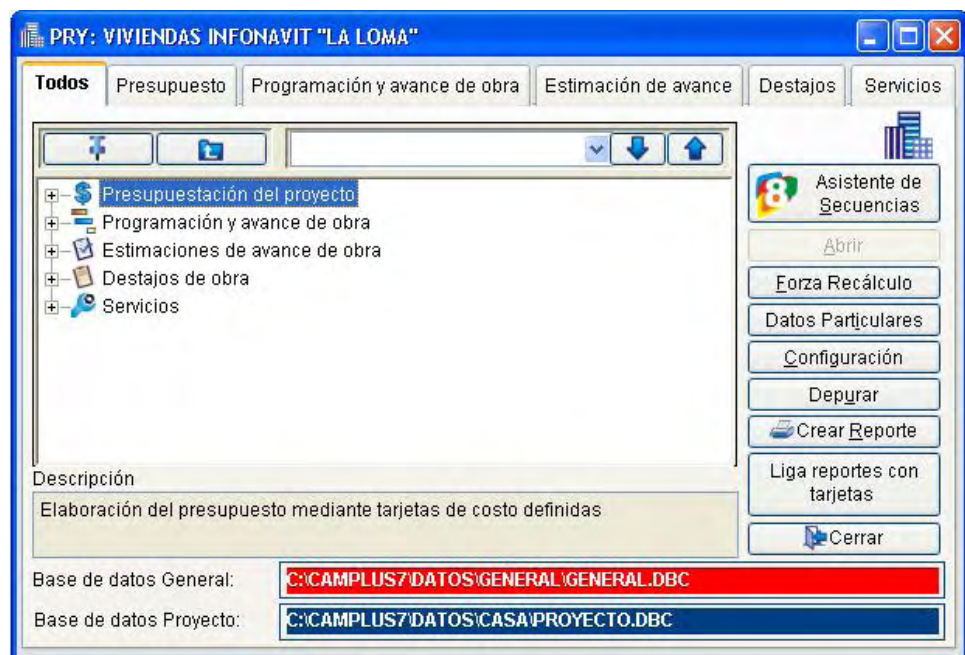 PRY: VIVIENDAS INFONAVIT "LA LOMA"
Todos
Presupuesto
Programación y avance de obra
Estimación de avance
Destajos
Servicios
Presupuestación del proyecto
Programación y avance de obra
Estimaciones de avance de obra
Destajos de obra
Servicios
8
Asistente de
Secuencias
Abrir
Forza Recálculo
Datos Particulares
Configuración
Depurar
Crear Reporte
Liga reportes con
tarjetas
Cerrar
Descripción
Elaboración del presupuesto mediante tarjetas de costo definidas
Base de datos General:
C:\CAMPLUS7\DATOS\GENERAL\GENERAL.DBC
Base de datos Proyecto:
C:\CAMPLUS7\DATOS\CASA\PROYECTO.DBC